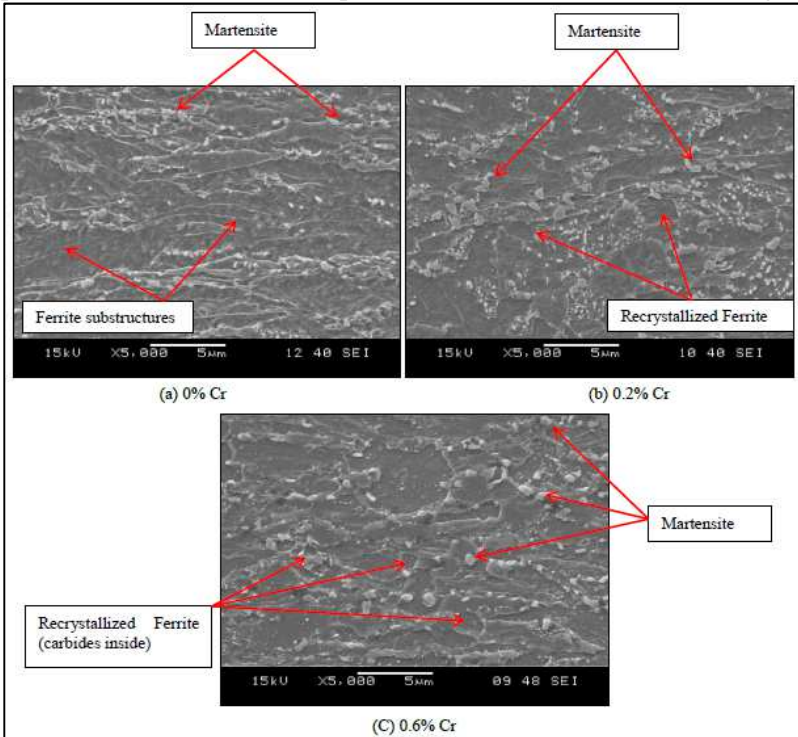 Martensite
Martensite
Ferrite substructures
Recrystallized Ferrite
15kU X5,000 5μm 12 40 SEI
15kU X5,000 5μm 10 40 SEI
(a) 0% Cr
(b) 0.2% Cr
Martensite
Recrystallized Ferrite
(carbides inside)
15kU X5,000 5μm 09 48 SEI
(C) 0.6% Cr